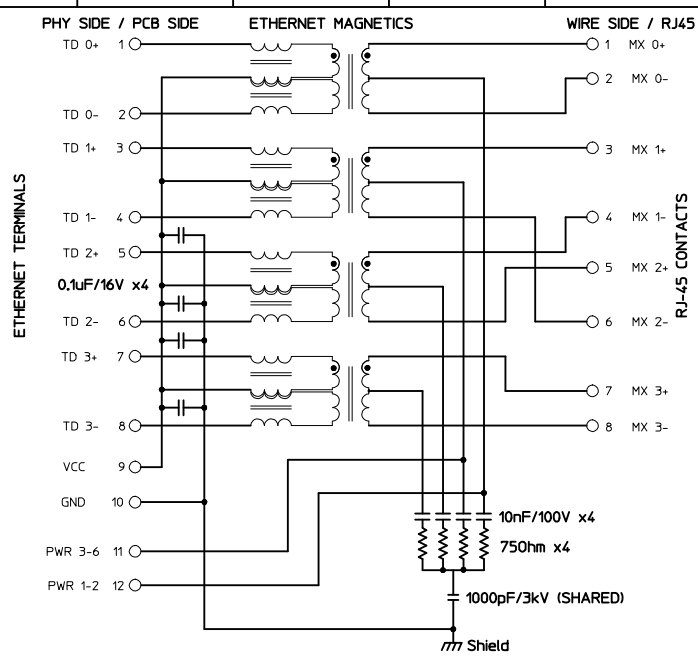 PHY SIDE / PCB SIDE
ETHERNET MAGNETICS
WIRE SIDE / RJ45
TD 0+ 1
1 MX 0+
2 MX 0-
TD 0- 2
TD 1+ 3
3 MX 1+
TD 1- 4
4 MX 1-
TD 2+ 5
5 MX 2+
0.1uF/16V x4
TD 2- 6
6 MX 2-
TD 3+ 7
7 MX 3+
TD 3- 8
8 MX 3-
ETHERNET TERMINALS
RJ-45 CONTACTS
VCC 9
GND 10
10nF/100V x4
PWR 3-6 11
75Ohm x4
PWR 1-2 12
1000pF/3kV (SHARED)
Shield